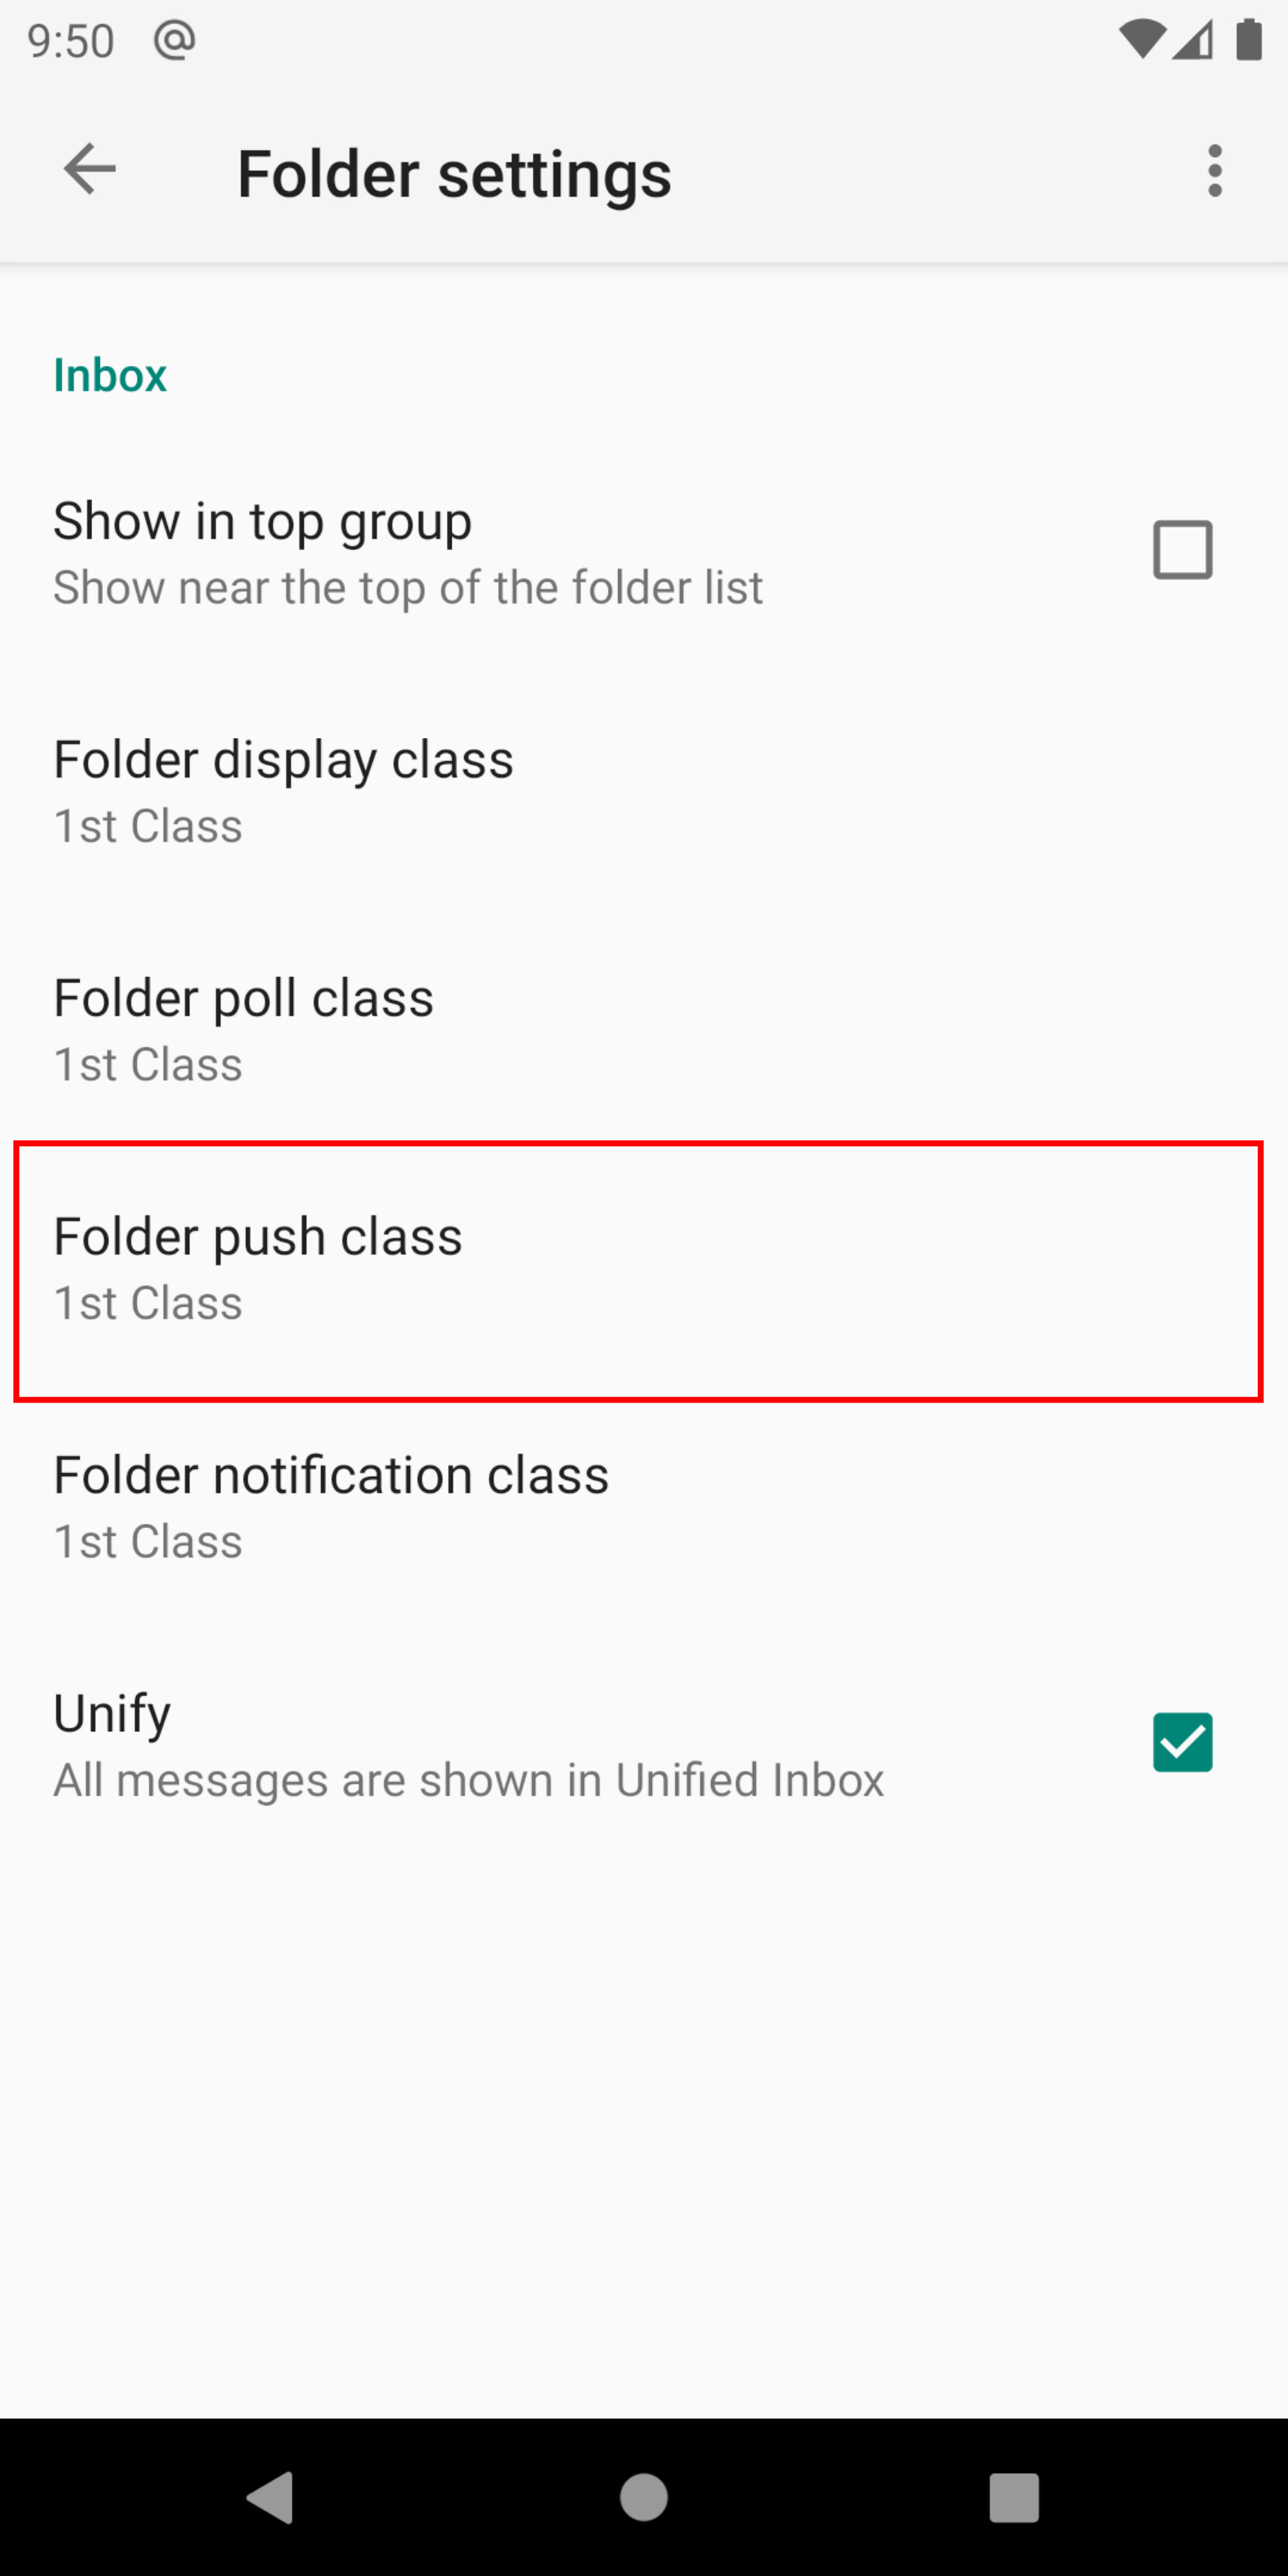 9:50
Folder settings
Inbox
Show in top group
Show near the top of the folder list
Folder display class
1st Class
Folder poll class
1st Class
Folder push class
1st Class
Folder notification class
1st Class
Unify
All messages are shown in Unified Inbox